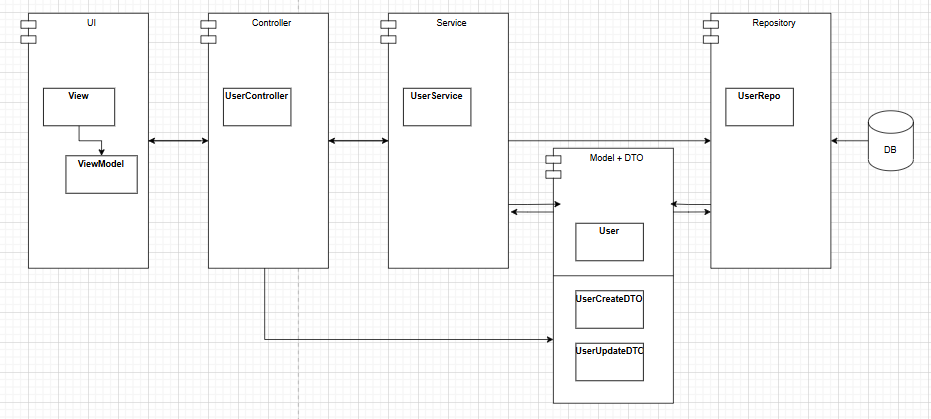 UI
Controller
Service
Repository
View
UserController
UserService
UserRepo
DB
ViewModel
Model + DTO
User
UserCreateDTO
UserUpdateDTO